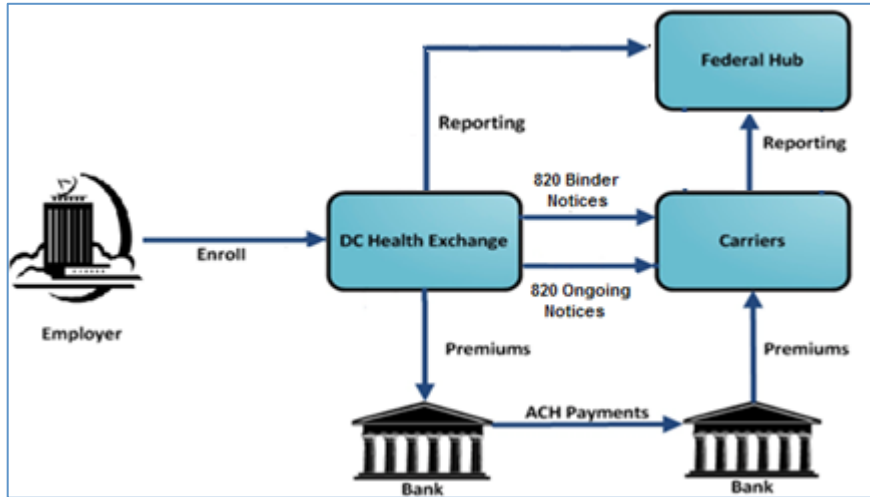 Federal Hub
Reporting
Reporting
820 Binder
Notices
DC Health Exchange
Carriers
Enroll
820 Ongoing
Notices
Employer
Premiums
Premiums
ACH Payments
Bank
Bank